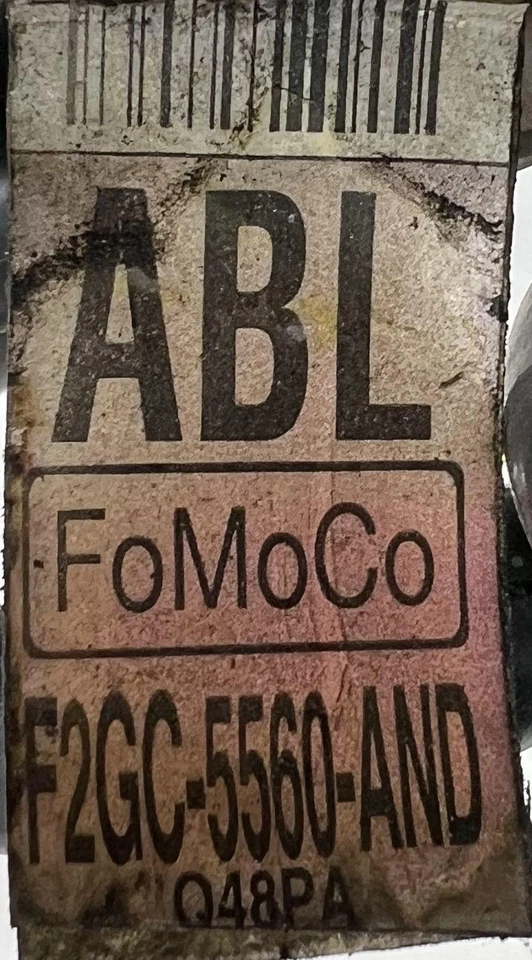 ABL
FoMoCo
F2GC-5560-AND
Q48PA